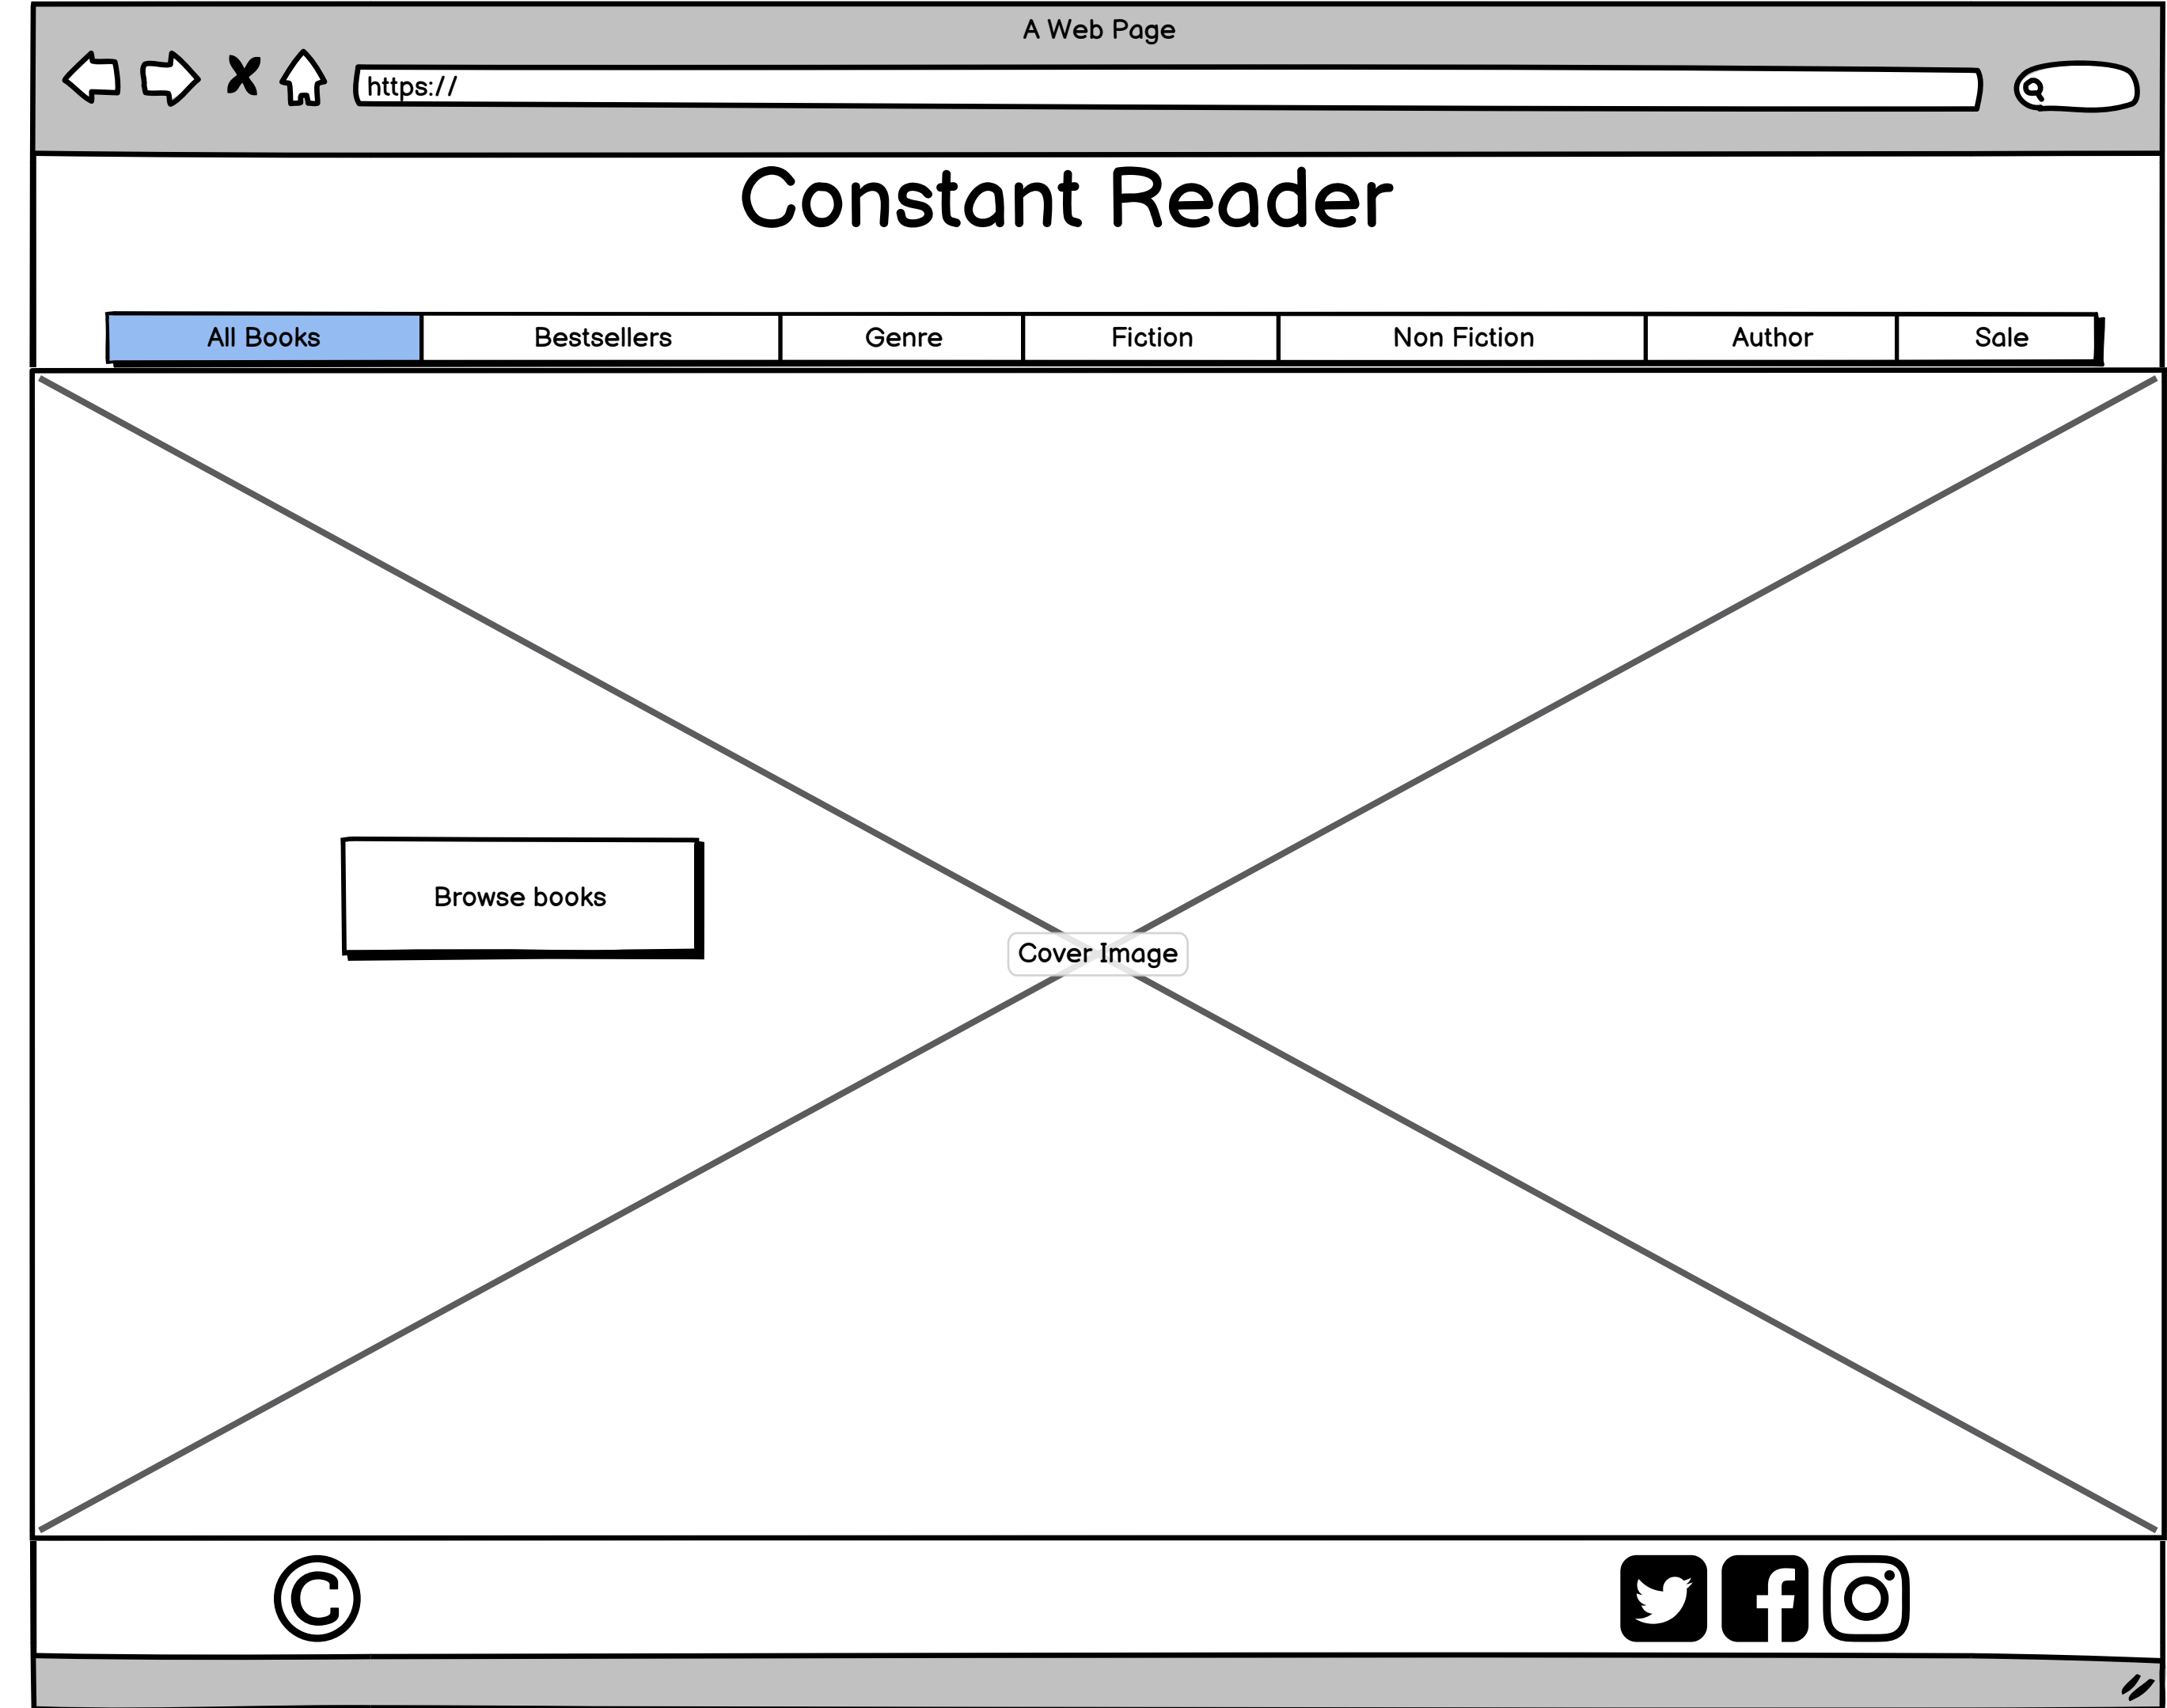 A Web Page
https://
Constant Reader
All Books Bestsellers Genre Fiction Non Fiction Author Sale
Browse books
Cover Image
©